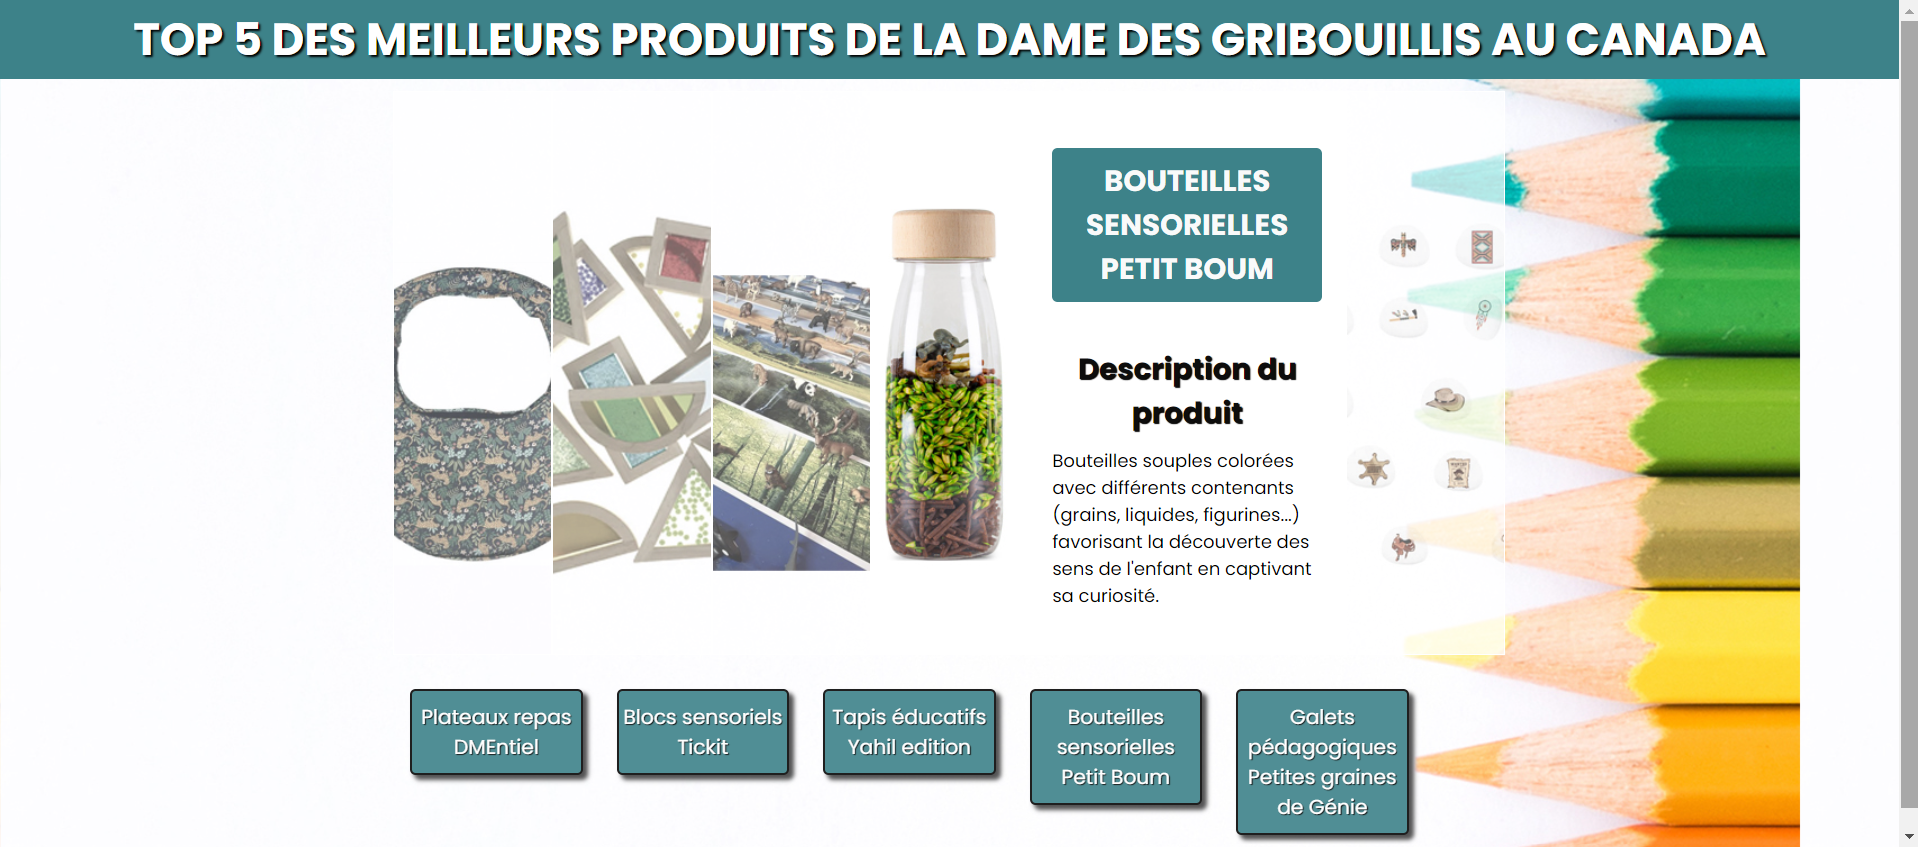 TOP 5 DES MEILLEURS PRODUITS DE LA DAME DES GRIBOUILLIS AU CANADA
BOUTEILLES
SENSORIELLES
PETIT BOUM
Description du
produit
Bouteilles souples colorées
avec différents contenants
(grains, liquides, figurines...)
favorisant la découverte des
sens de l'enfant en captivant
sa curiosité.
Plateaux repas
DMEntiel
Blocs sensoriels
Tickit
Tapis éducatifs
Yahil edition
Bouteilles
sensorielles
Petit Boum
Galets
pédagogiques
Petites graines
de Génie